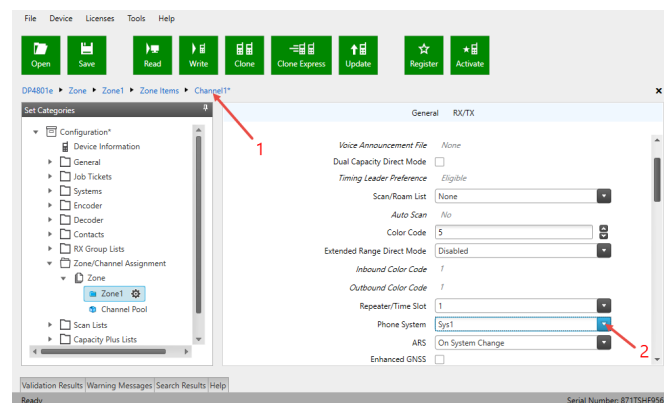 File Device Licenses Tools Help
Open Save Read Write Clone Clone Express Update Register Activate
DP4801e Zone Zone1 Zone Items Channel1*
Set Categories
General RX/TX
1
Configuration*
Device Information
General
Job Tickets
Systems
Encoder
Decoder
Contacts
RX Group Lists
Zone/Channel Assignment
Zone
Zone1
Channel Pool
Scan Lists
Capacity Plus Lists
Voice Announcement File None
Dual Capacity Direct Mode
Timing Leader Preference Eligible
Scan/Roam List None
Auto Scan No
Color Code 5
Extended Range Direct Mode Disabled
Inbound Color Code 1
Outbound Color Code 1
Repeater/Time Slot 1
Phone System Sys1
ARS On System Change
2
Enhanced GNSS
Validation Results Warning Messages Search Results Help
Ready Serial Number: 871TSHF956